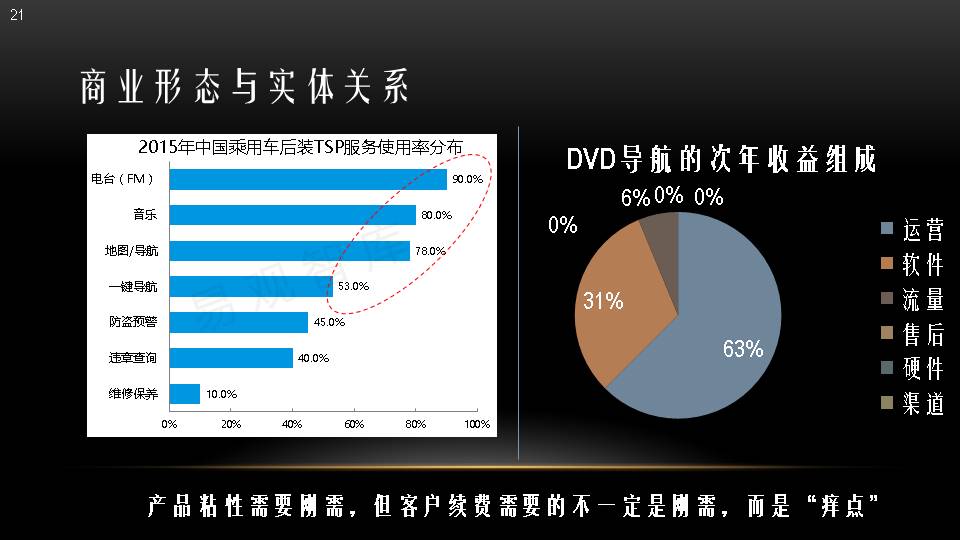 21
商业形态与实体关系
2015年中国乘用车后装TSP服务使用率分布
电台（FM） 90.0%
音乐 80.0%
地图/导航 78.0%
一键导航 53.0%
防盗预警 45.0%
违章查询 40.0%
维修保养 10.0%
0% 20% 40% 60% 80% 100%
易观智库
DVD导航的次年收益组成
0% 6% 0% 0%
31%
63%
运营
软件
流量
售后
硬件
渠道
产品粘性需要刚需，但客户续费需要的不一定是刚需，而是“痒点”